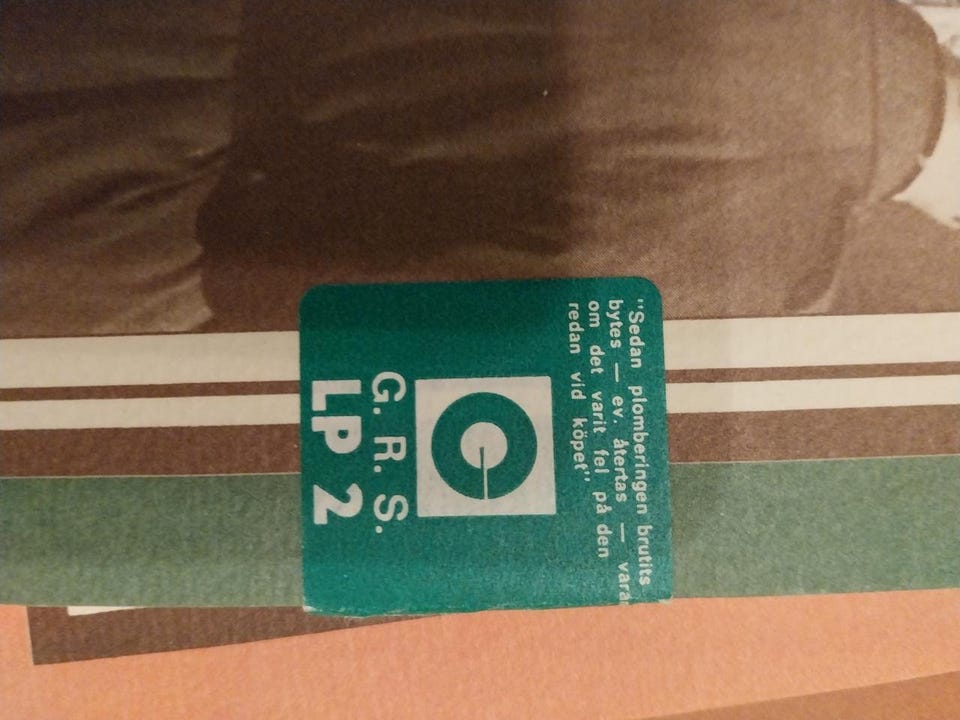 "Sedan plomberingen brutits
bytes — ev. återtas — varan
om det varit fel på den
redan vid köpet"
G. R. S.
LP 2